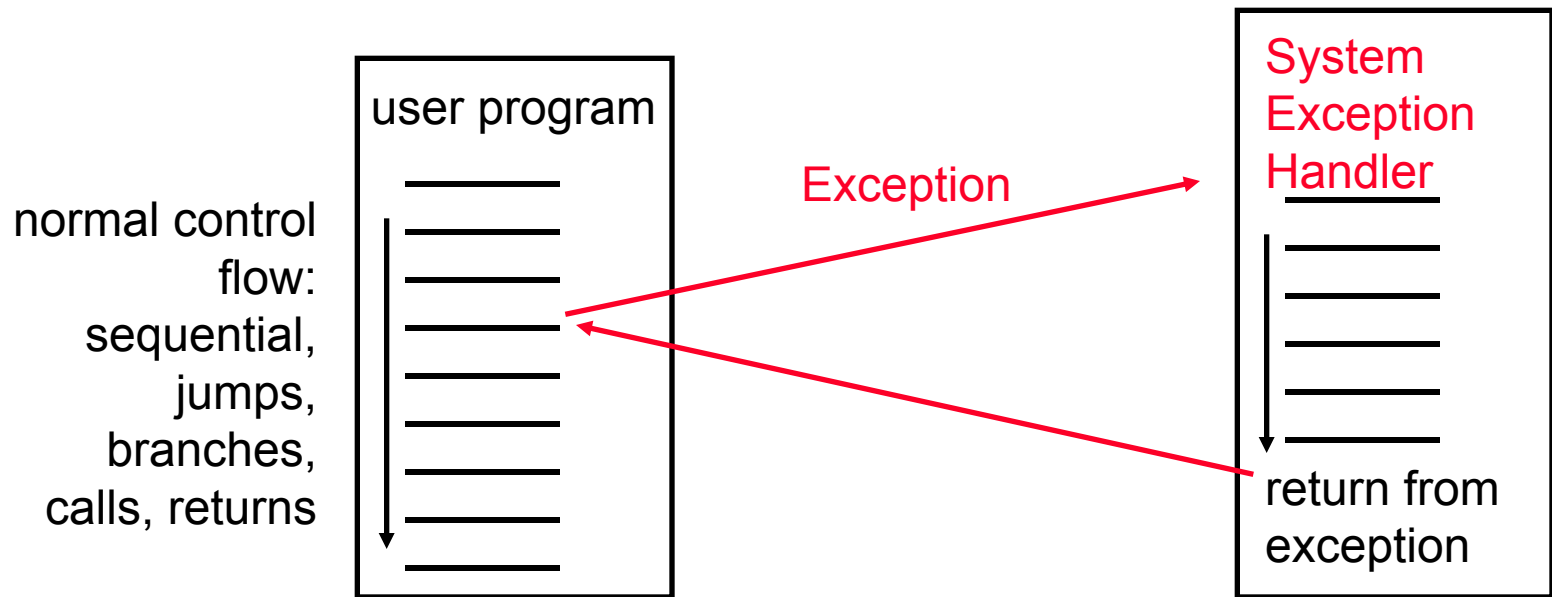 user program
normal control
flow:
sequential,
jumps,
branches,
calls, returns
Exception
System
Exception
Handler
return from
exception